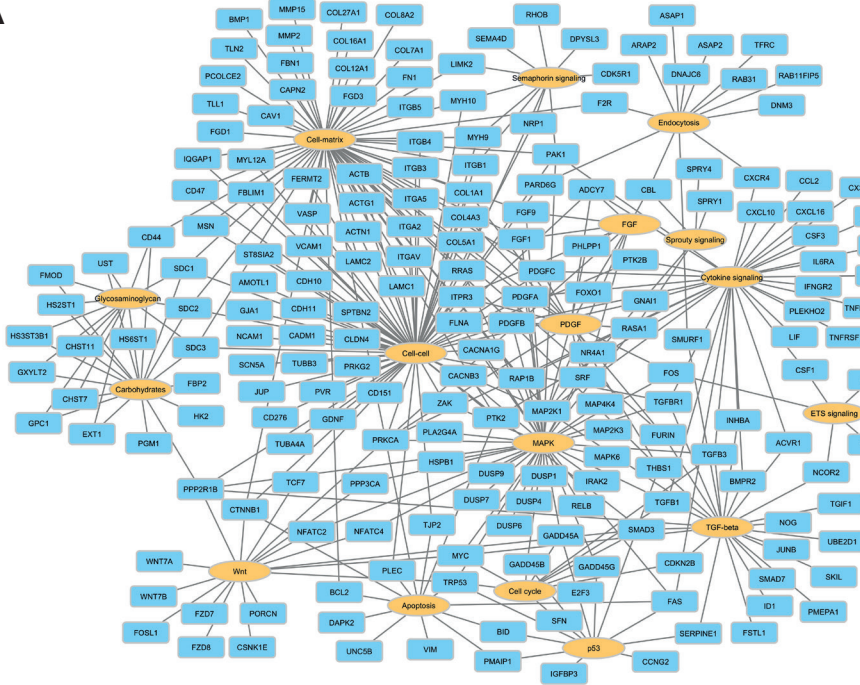 A
MMP15
COL27A1
COL8A2
RHOB
ASAP1
BMP1
MMP2
COL16A1
SEMA4D
DPYSL3
ARAP2
ASAP2
TFRC
TLN2
FBN1
COL7A1
LIMK2
COL12A1
Semaphorin signaling
CDK5R1
DNAJC6
RAB31
RAB11FIP5
PCOLCE2
CAPN2
FGD3
FN1
MYH10
F2R
DNM3
TLL1
CAV1
ITGB5
NRP1
Endocytosis
FGD1
Cell-matrix
ITGB4
MYH9
PAK1
IQGAP1
MYL12A
FERMT2
ACTB
ITGB3
ITGB1
SPRY4
CXCR4
CCL2
CX
CD47
FBLIM1
ACTG1
ITGA5
COL1A1
PARD6G
ADCY7
CBL
SPRY1
CXCL10
CXCL16
MSN
VASP
ACTN1
ITGA2
COL4A3
FGF9
FGF
CSF3
CD44
VCAM1
COL5A1
FGF1
PHLPP1
Sprouty signaling
UST
SDC1
ST8SIA2
LAMC2
ITGAV
RRAS
PDGFC
PTK2B
Cytokine signaling
IL6RA
FMOD
AMOTL1
CDH10
LAMC1
ITPR3
PDGFA
FOXO1
GNAI1
IFNGR2
Glycosaminoglycan
HS2ST1
SDC2
GJA1
CDH11
SPTBN2
FLNA
PDGFB
PDGF
RASA1
PLEKHO2
TNF
HS3ST3B1
CHST11
HS6ST1
SDC3
NCAM1
CADM1
CLDN4
Cell-cell
CACNA1G
NR4A1
SMURF1
LIF
TNFRSF
GXYLT2
SCN5A
TUBB3
PRKG2
CACNB3
RAP1B
SRF
FOS
CSF1
CHST7
Carbohydrates
FBP2
JUP
PVR
CD151
ZAK
MAP2K1
MAP4K4
TGFBR1
ETS signaling
GPC1
EXT1
HK2
CD276
GDNF
PTK2
MAP2K3
FURIN
INHBA
ACVR1
PGM1
TUBA4A
PRKCA
PLA2G4A
MAPK
MAPK6
TGFB3
HSPB1
THBS1
NCOR2
PPP2R1B
TCF7
PPP3CA
DUSP9
DUSP1
IRAK2
BMPR2
CTNNB1
DUSP7
DUSP4
RELB
TGFB1
TGIF1
NFATC2
NFATC4
TJP2
DUSP6
GADD45A
SMAD3
TGF-beta
NOG
UBE2D1
WNT7A
MYC
GADD45B
GADD45G
CDKN2B
JUNB
Wnt
PLEC
TRP53
SMAD7
SKIL
WNT7B
BCL2
Cell cycle
E2F3
FAS
ID1
PMEPA1
FZD7
PORCN
Apoptosis
SFN
FOSL1
DAPK2
BID
SERPINE1
FSTL1
FZD8
CSNK1E
UNC5B
VIM
PMAIP1
p53
CCNG2
IGFBP3